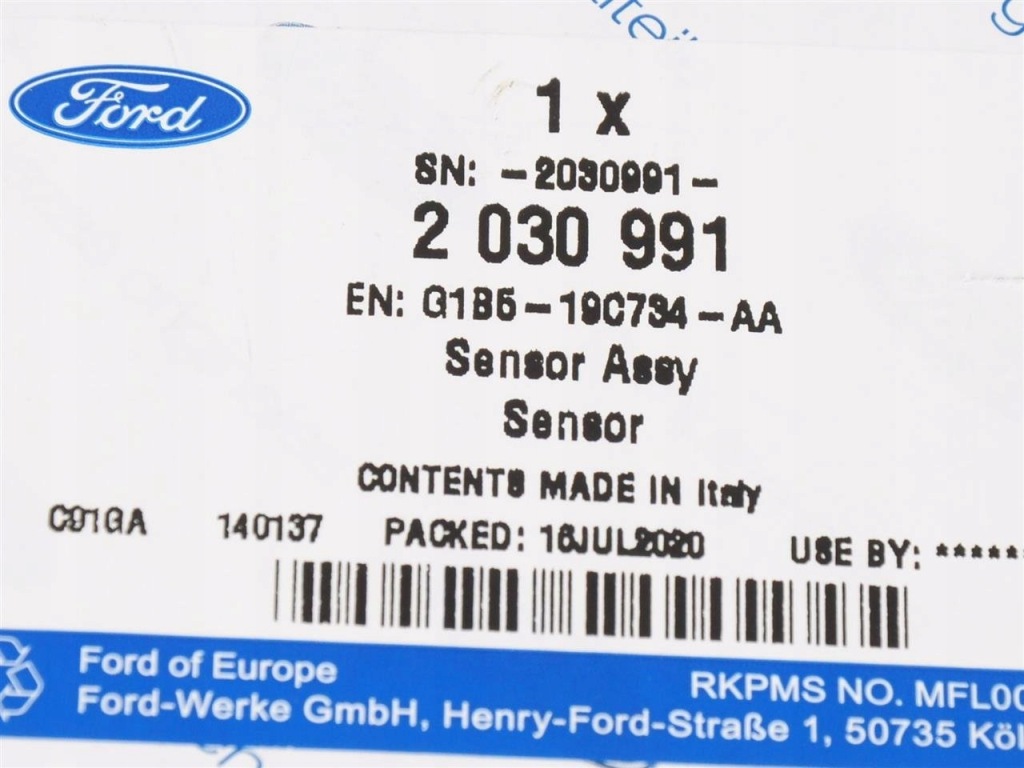 Ford
1 x
SN: -2030991-
2 030 991
EN: G1B5-19C734-AA
Sensor Assy
Sensor
CONTENTS MADE IN Italy
C91GA 140137 PACKED: 16JUL2020 USE BY: ******
Ford of Europe RKPMS NO. MFL00
Ford-Werke GmbH, Henry-Ford-Straße 1, 50735 Köl